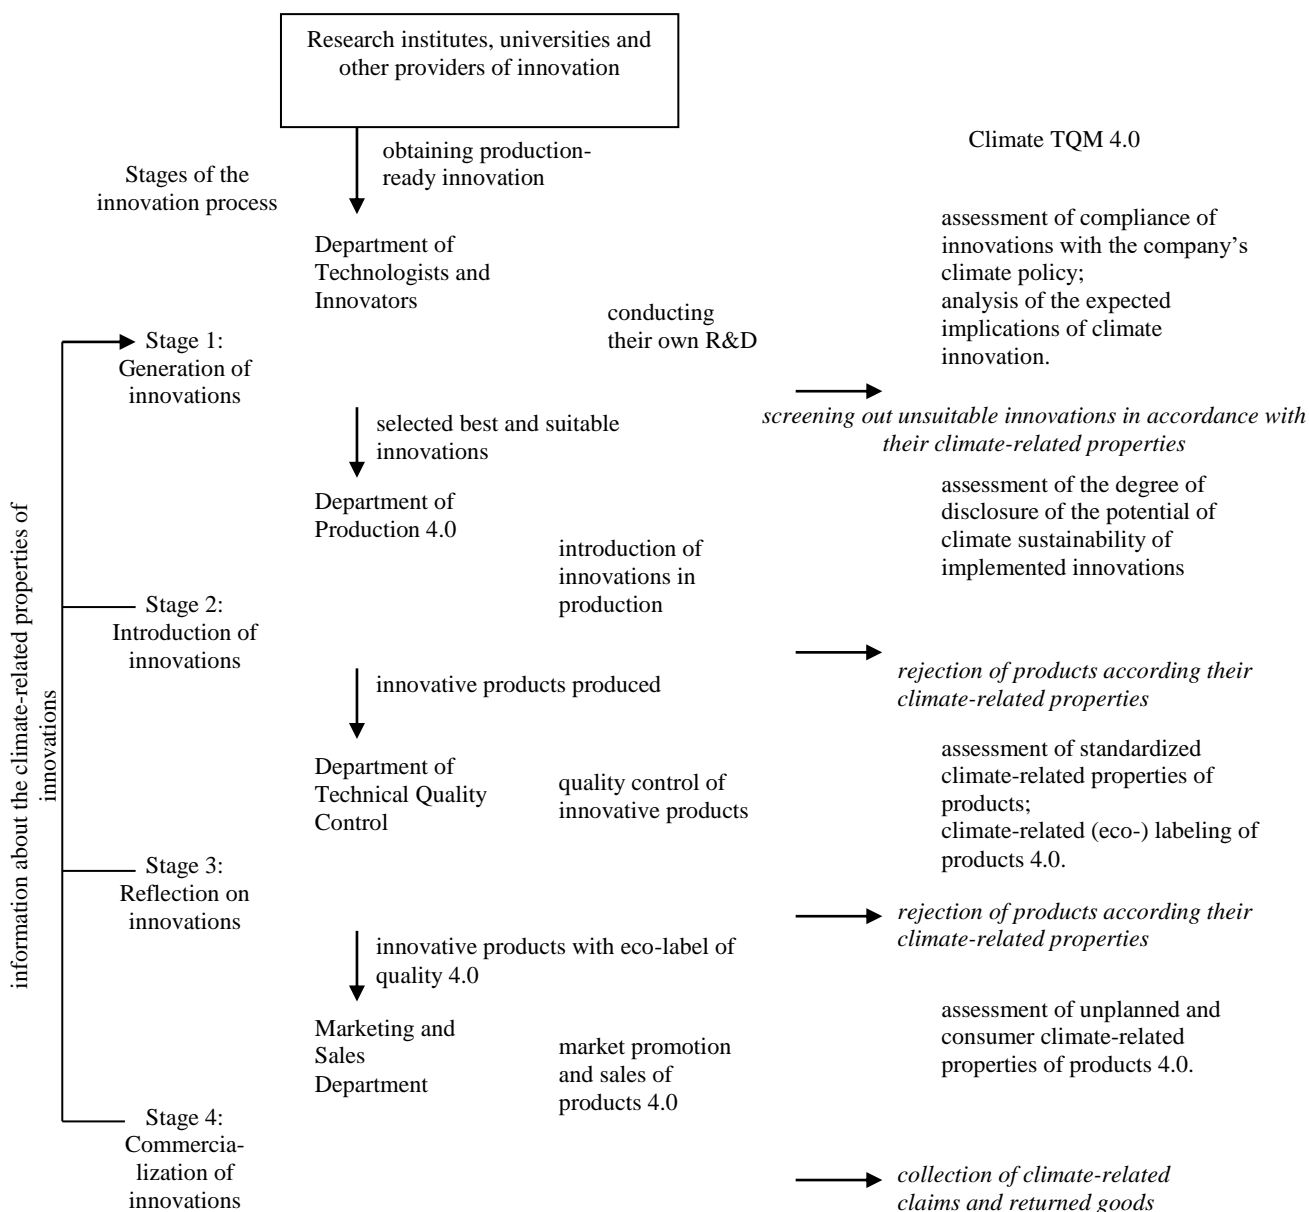 Research institutes, universities and
other providers of innovation
Climate TQM 4.0
obtaining production-
ready innovation
Stages of the
innovation process
Department of
Technologists and
Innovators
assessment of compliance of
innovations with the company’s
climate policy;
analysis of the expected
implications of climate
innovation.
conducting
their own R&D
Stage 1:
Generation of
innovations
screening out unsuitable innovations in accordance with
their climate-related properties
selected best and suitable
innovations
Department of
Production 4.0
assessment of the degree of
disclosure of the potential of
climate sustainability of
implemented innovations
introduction of
innovations in
production
information about the climate-related properties of
innovations
Stage 2:
Introduction of
innovations
rejection of products according their
climate-related properties
innovative products produced
Department of
Technical Quality
Control
quality control of
innovative products
assessment of standardized
climate-related properties of
products;
climate-related (eco-) labeling of
products 4.0.
Stage 3:
Reflection on
innovations
rejection of products according their
climate-related properties
innovative products with eco-label of
quality 4.0
Marketing and
Sales
Department
market promotion
and sales of
products 4.0
assessment of unplanned and
consumer climate-related
properties of products 4.0.
Stage 4:
Commercia-
lization of
innovations
collection of climate-related
claims and returned goods